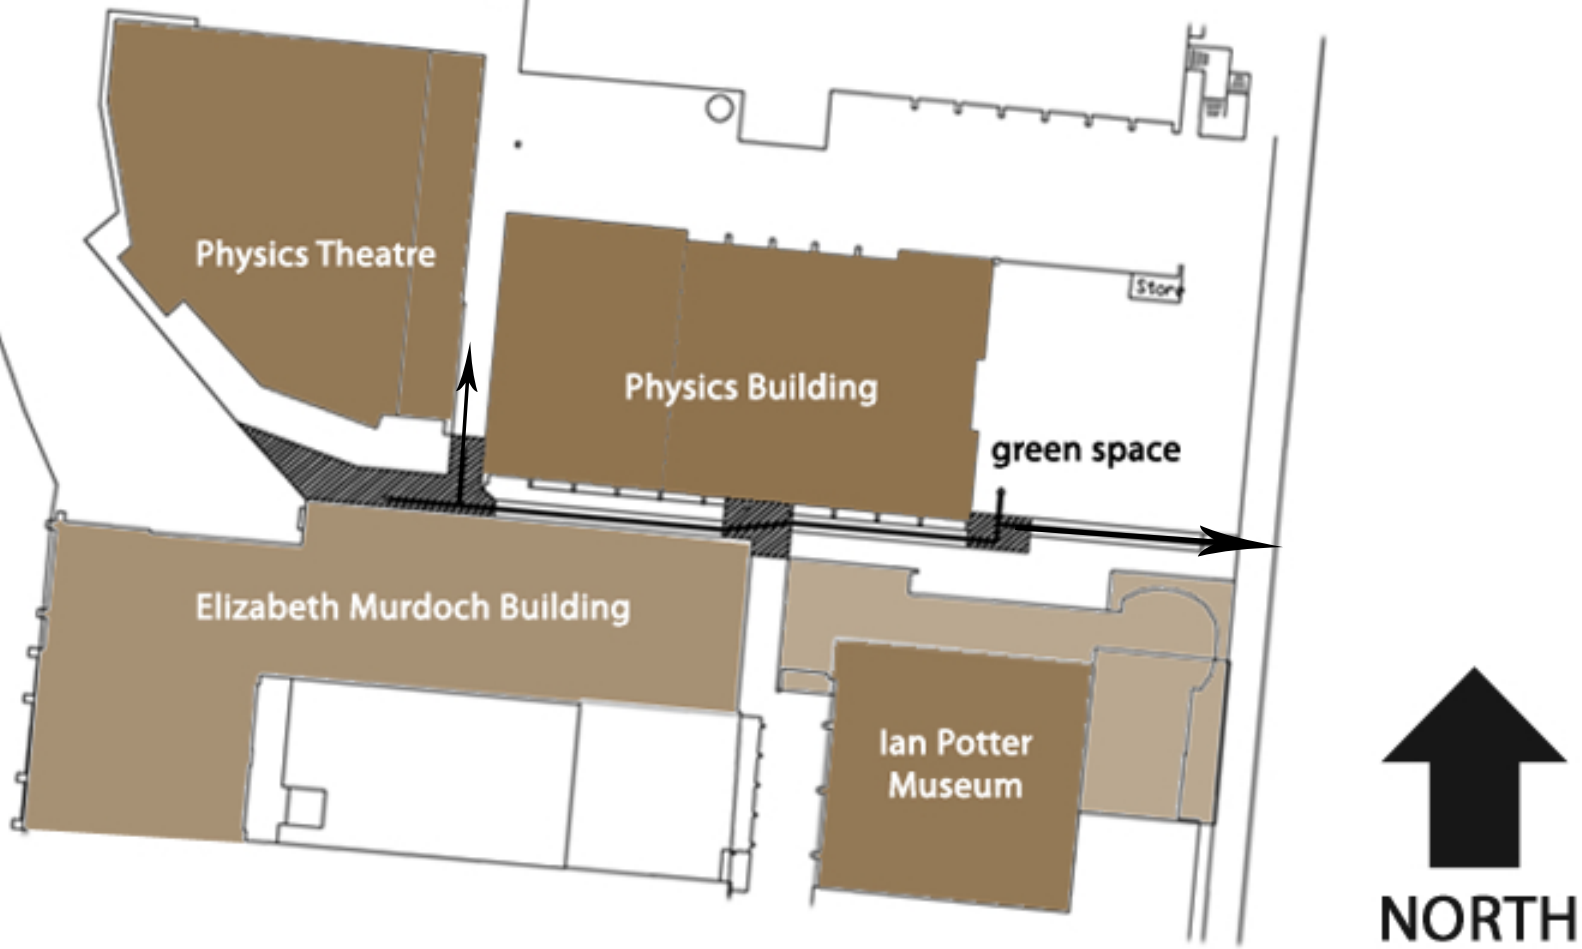 Physics Theatre
Store
Physics Building
green space
Elizabeth Murdoch Building
Ian Potter
Museum
NORTH